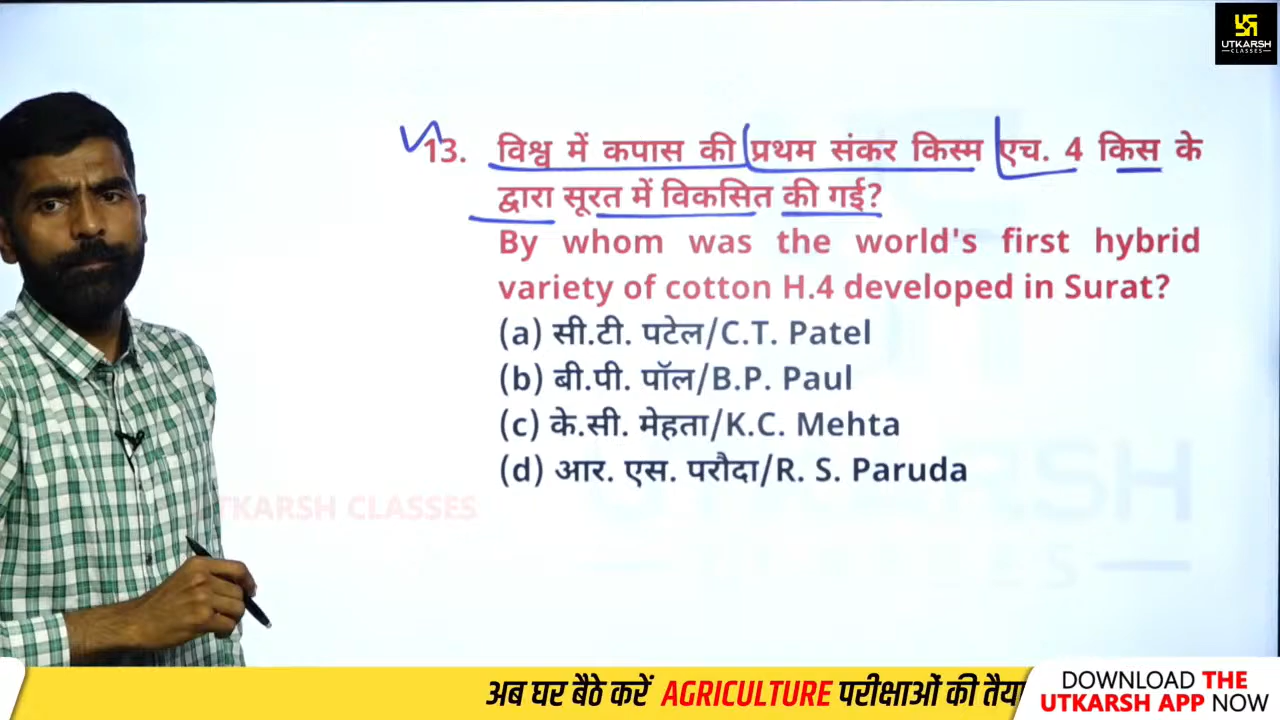 UTKARSH
CLASSES
13. विश्व में कपास की प्रथम संकर किस्म एच. 4 किस के
द्वारा सूरत में विकसित की गई?
By whom was the world's first hybrid
variety of cotton H.4 developed in Surat?
(a) सी.टी. पटेल/C.T. Patel
(b) बी.पी. पॉल/B.P. Paul
(c) के.सी. मेहता/K.C. Mehta
(d) आर. एस. परौदा/R. S. Paruda
UTKARSH CLASSES
अब घर बैठे करें AGRICULTURE परीक्षाओं की
DOWNLOAD THE
UTKARSH APP NOW